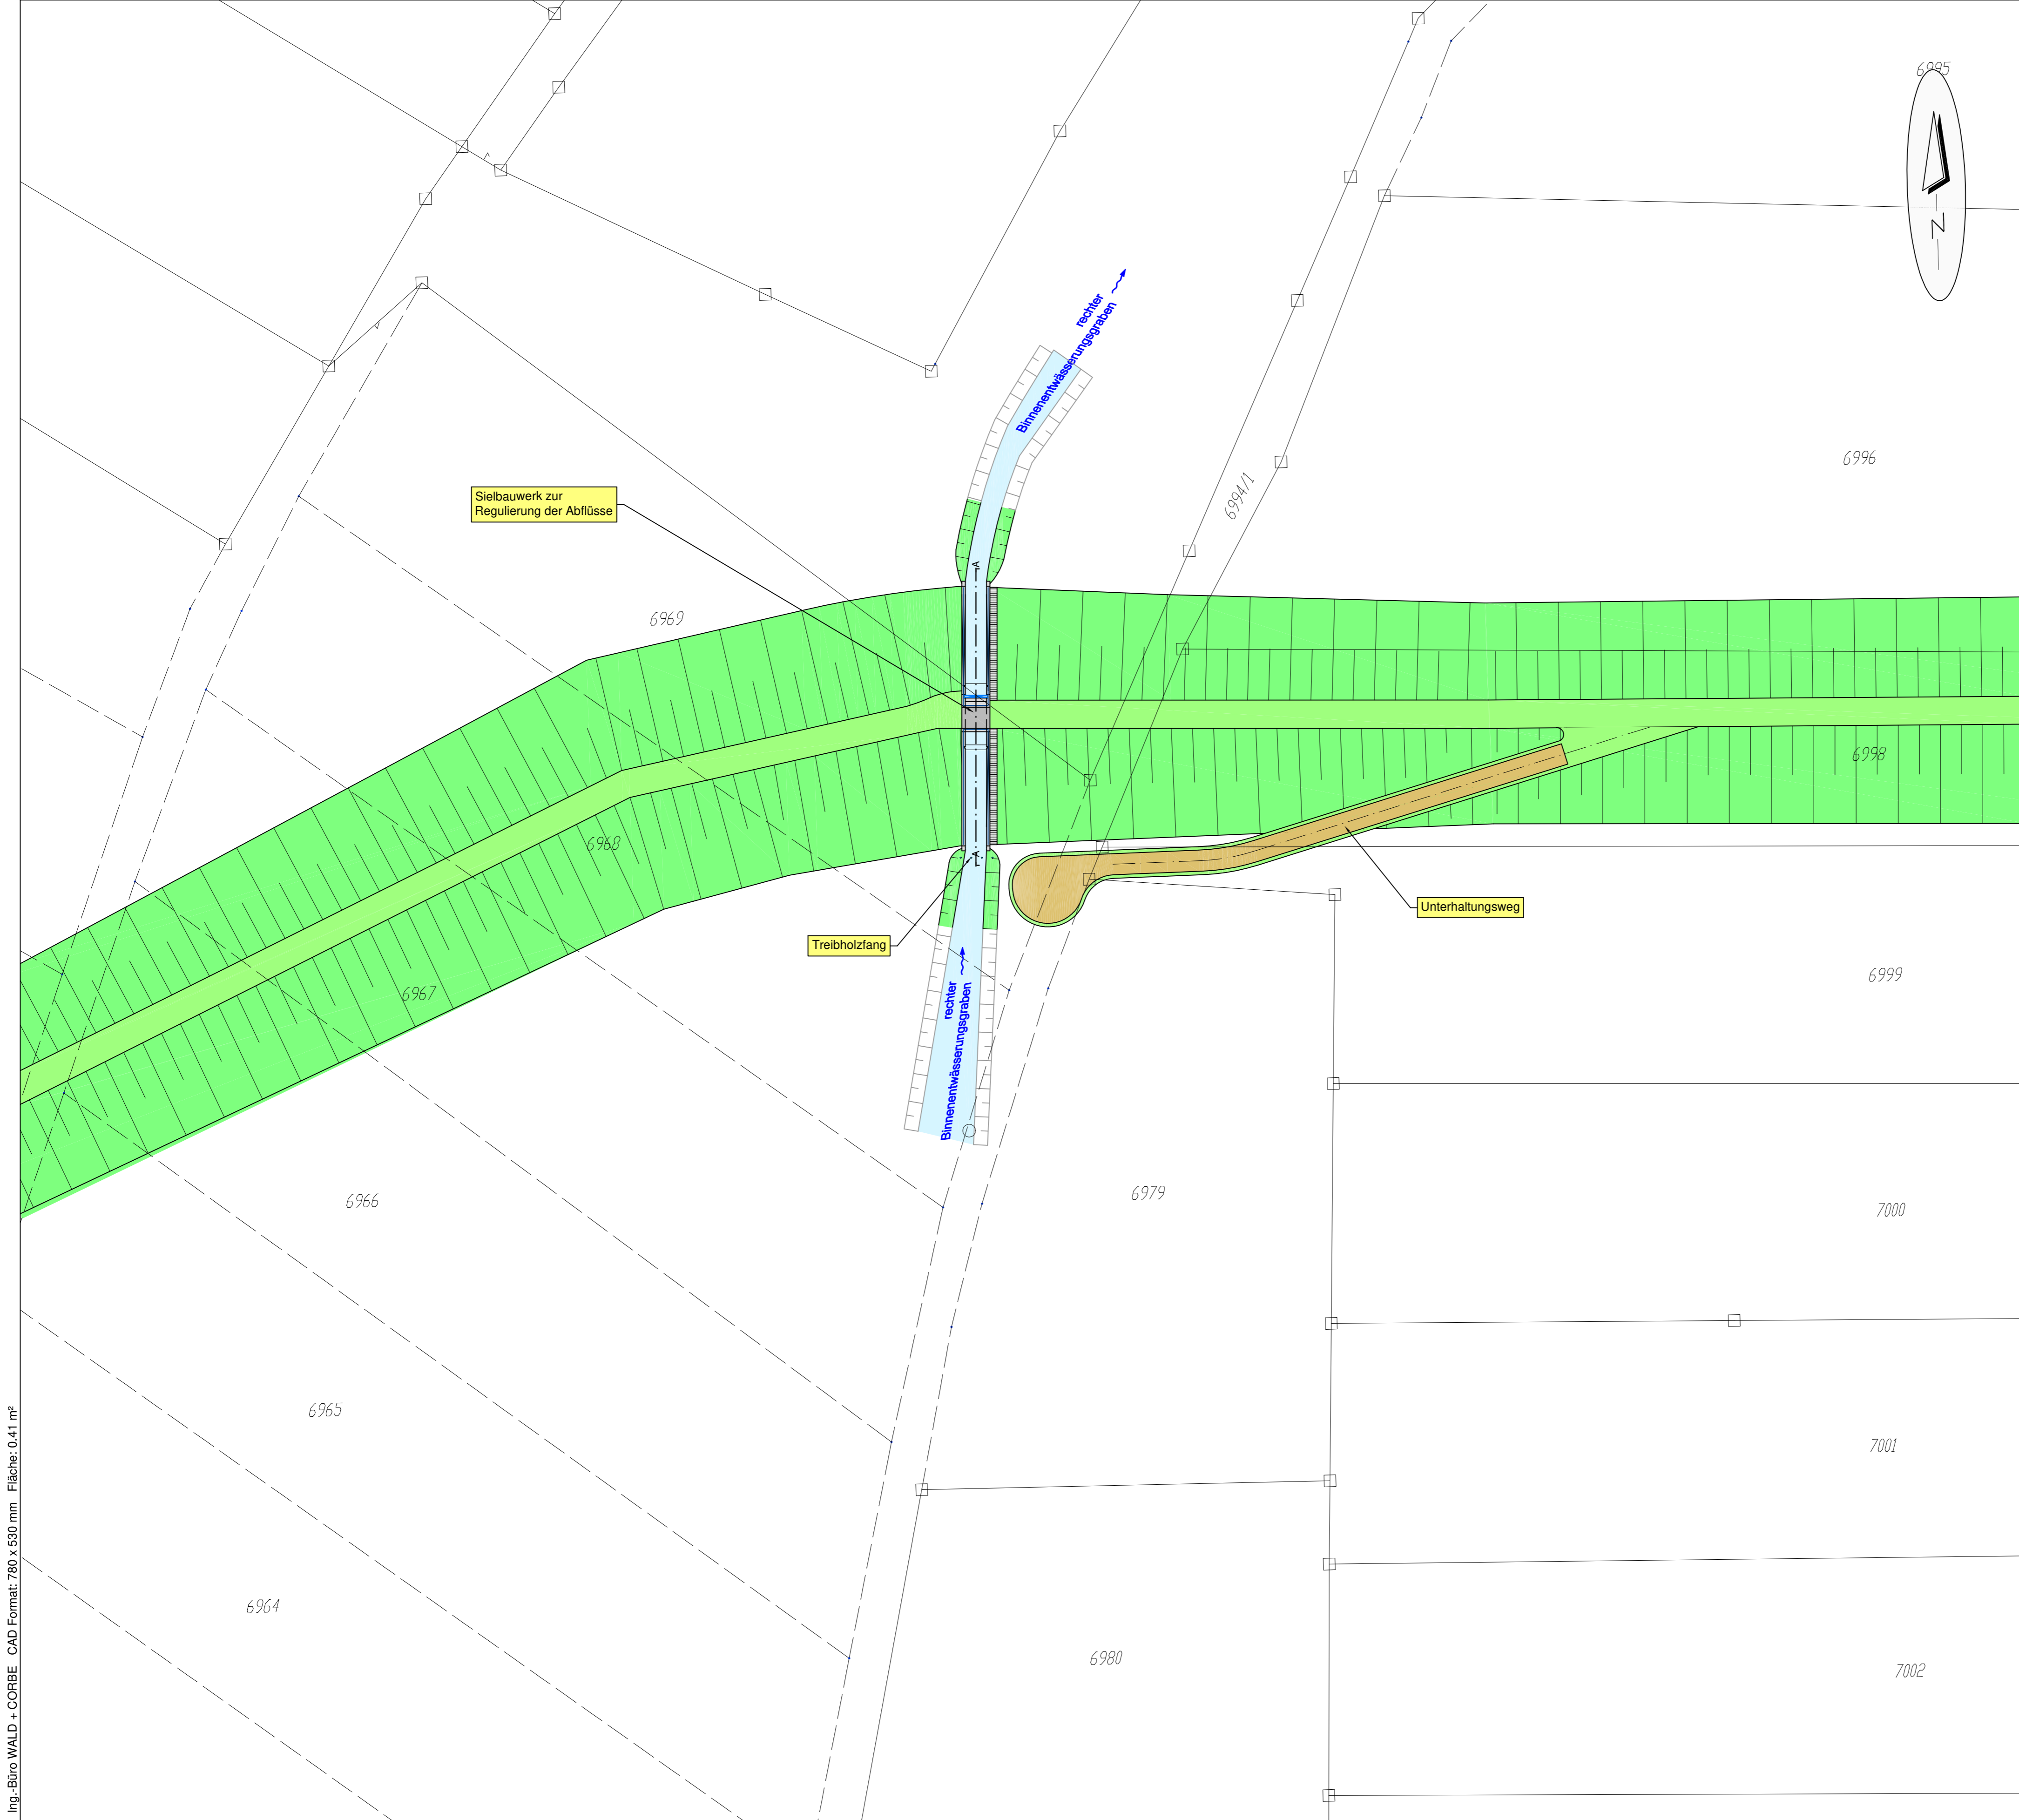 6995
N
rechter
Binnenentwässerungsgraben
6996
6994/1
Sielbauwerk zur
Regulierung der Abflüsse
A
6969
6998
6968
A
Unterhaltungsweg
Treibholzfang
6967
6999
rechter
Binnenentwässerungsgraben
6979
6966
7000
6965
7001
6964
6980
7002
Ing.-Büro WALD + CORBE CAD Format: 780 x 530 mm Fläche: 0.41 m²